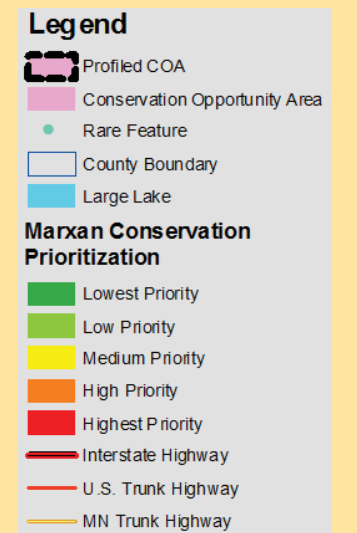 Legend
Profiled COA
Conservation Opportunity Area
Rare Feature
County Boundary
Large Lake
Marxan Conservation
Prioritization
Lowest Priority
Low Priority
Medium Priority
High Priority
Highest Priority
Interstate Highway
U.S. Trunk Highway
MN Trunk Highway